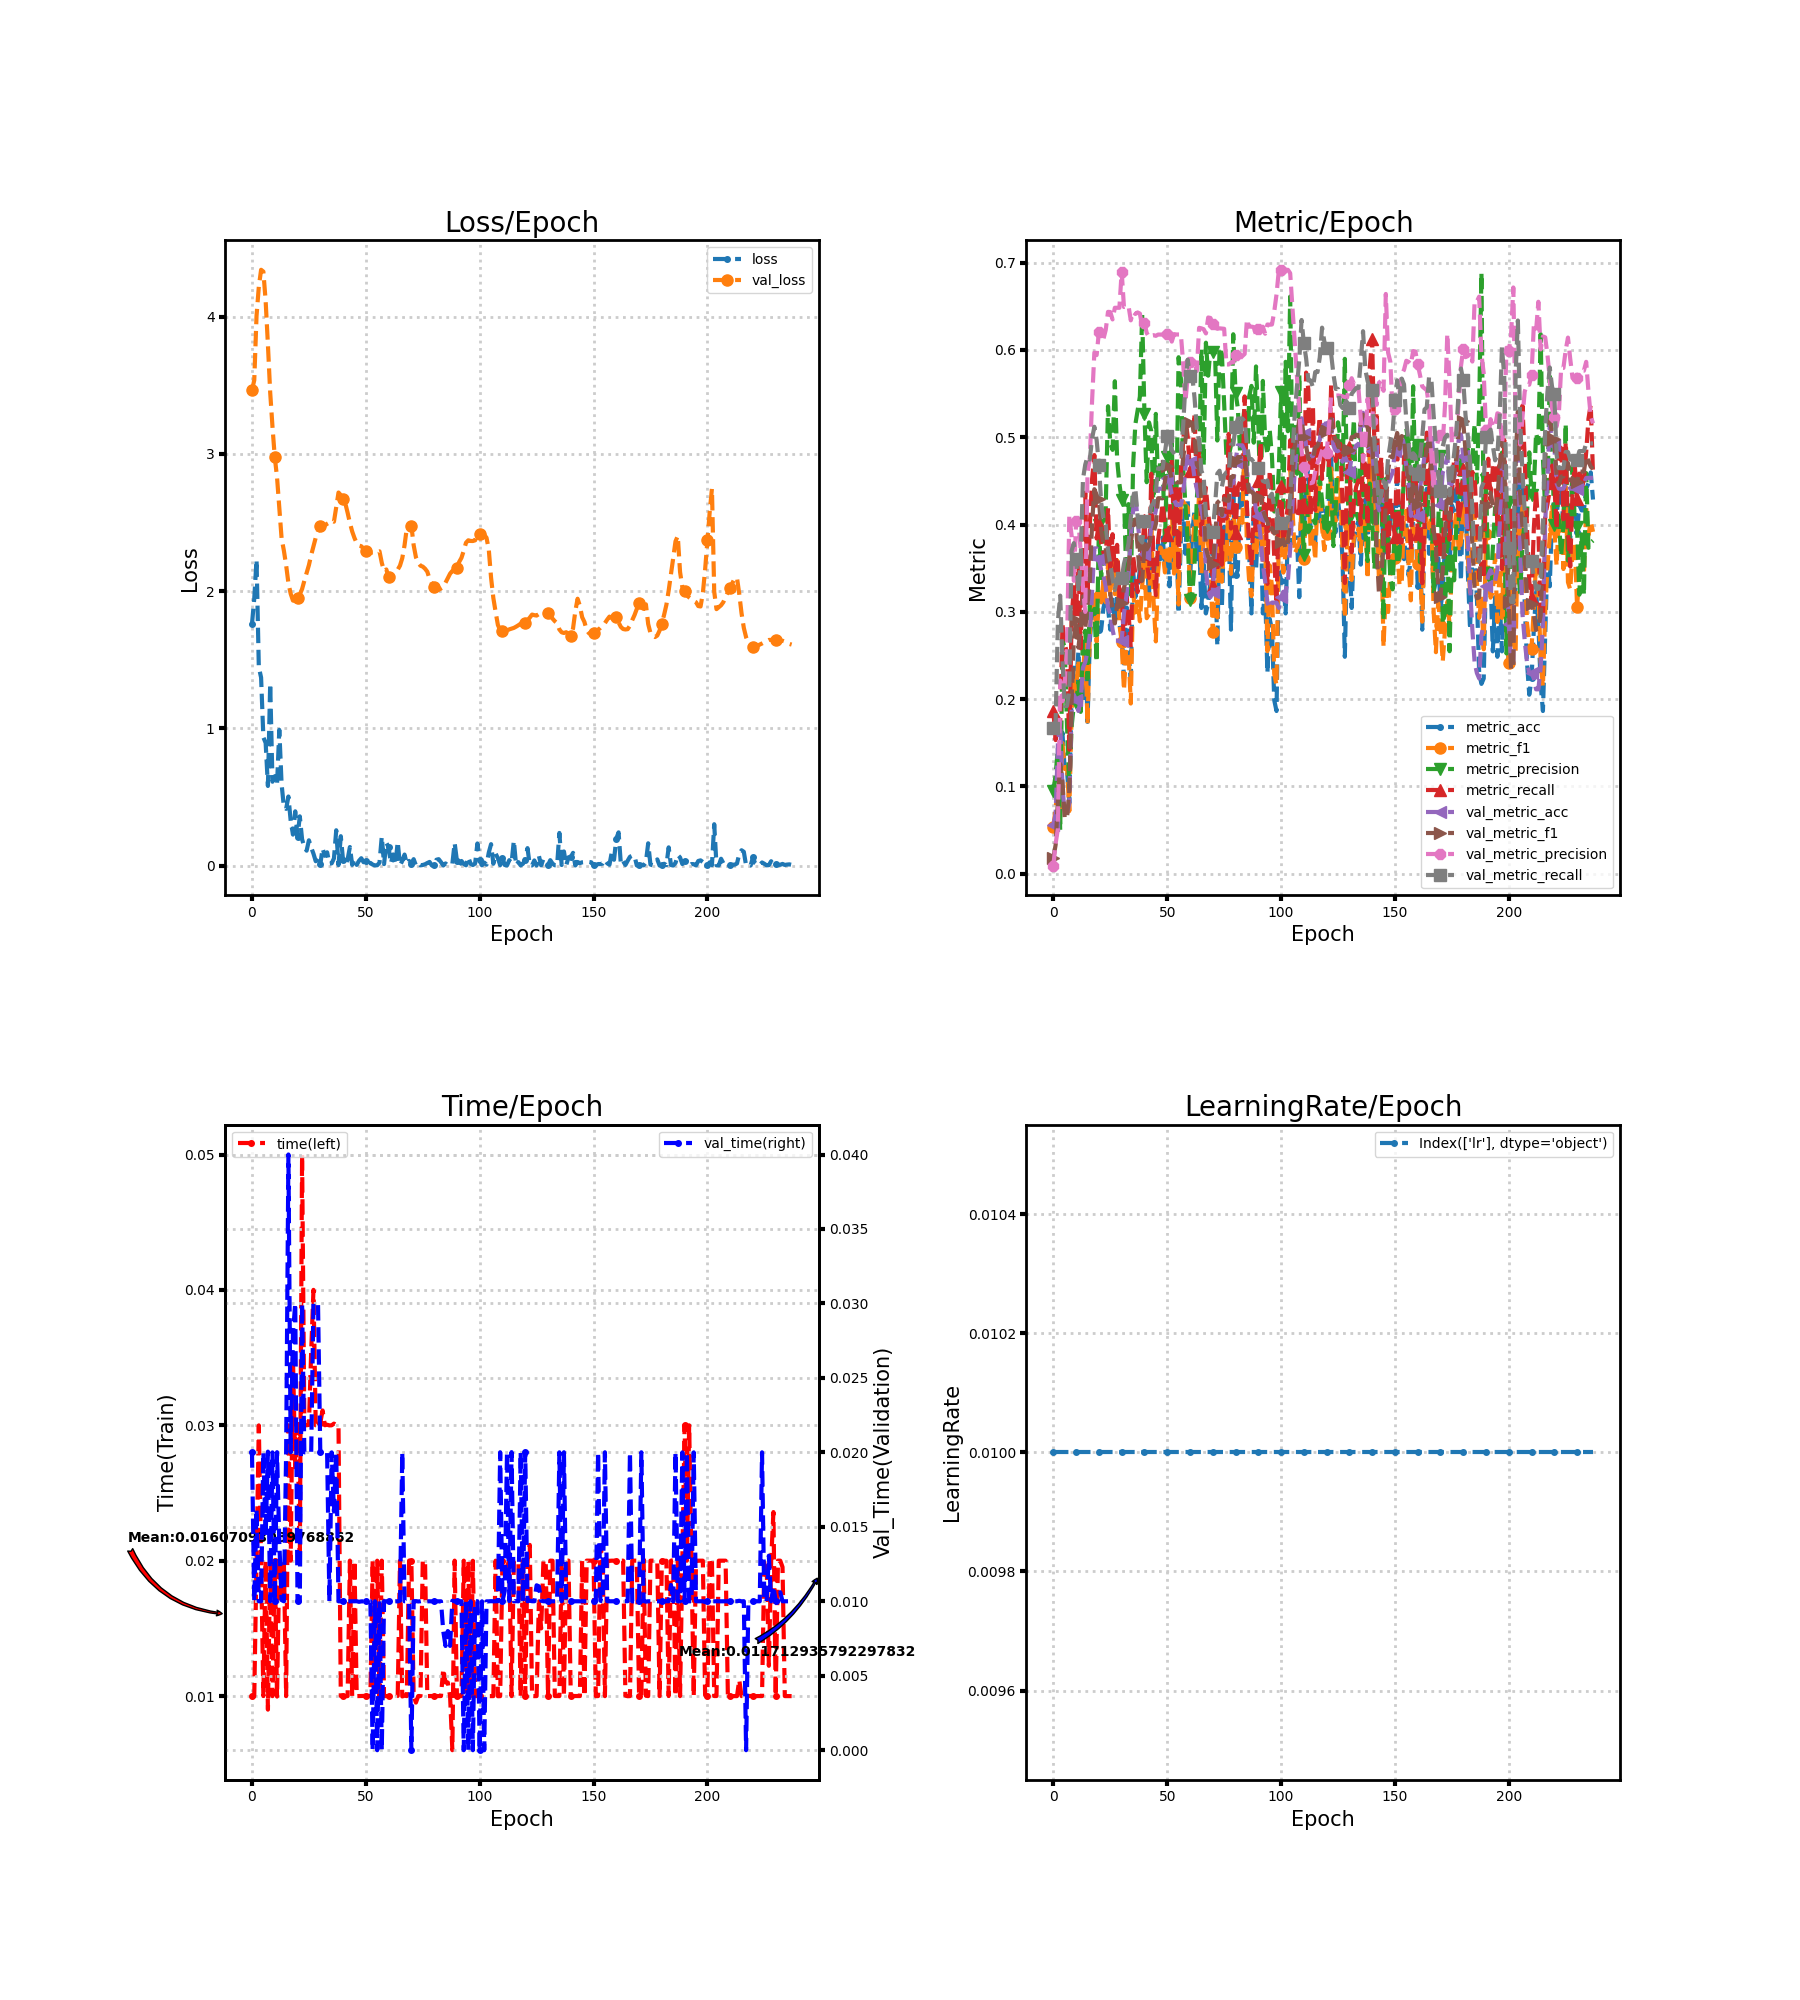 Loss/Epoch
loss
val_loss
4
3
2
1
0
Loss
0
50
100
150
200
Epoch
Metric/Epoch
0.7
0.6
0.5
0.4
0.3
0.2
0.1
0.0
Metric
metric_acc
metric_f1
metric_precision
metric_recall
val_metric_acc
val_metric_f1
val_metric_precision
val_metric_recall
0
50
100
150
200
Epoch
Time/Epoch
time(left)
val_time(right)
0.05
0.04
0.03
0.02
0.01
Time(Train)
0.040
0.035
0.030
0.025
0.020
0.015
0.010
0.005
0.000
Val_Time(Validation)
Mean:0.011712935792297832
0
50
100
150
200
Epoch
LearningRate/Epoch
Index(['lr'], dtype='object')
0.0104
0.0102
0.0100
0.0098
0.0096
LearningRate
0
50
100
150
200
Epoch